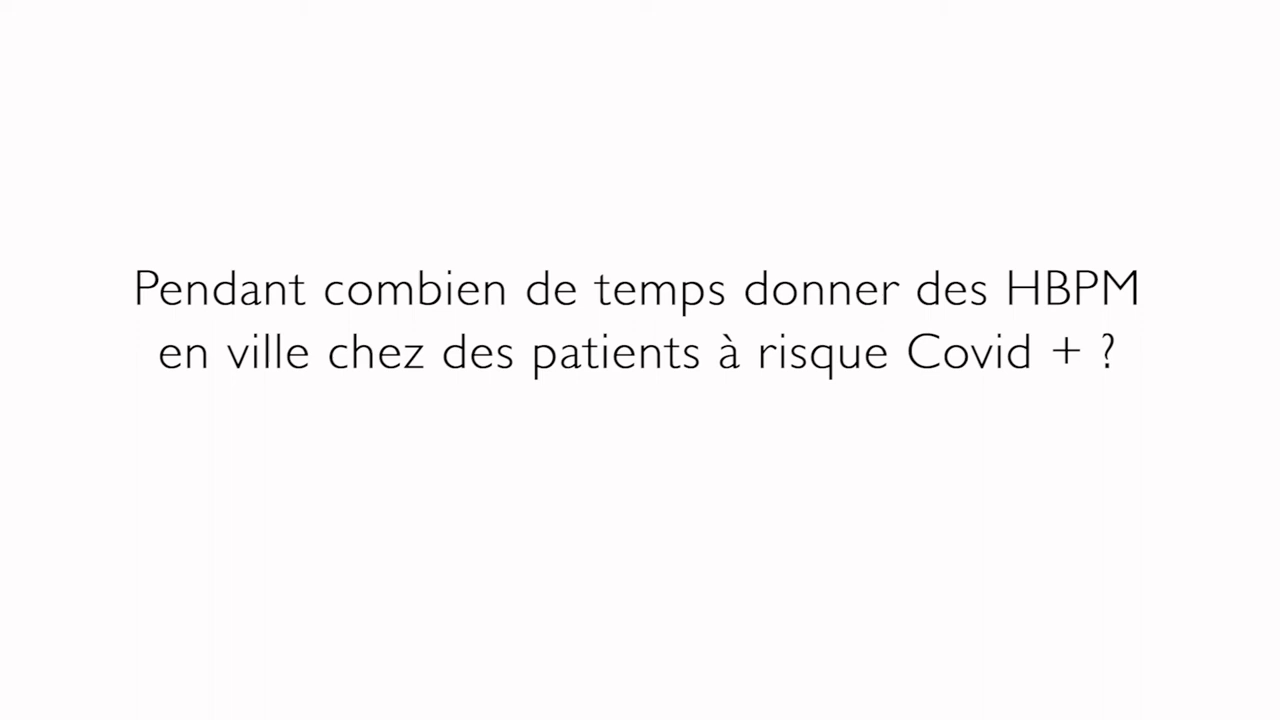 Pendant combien de temps donner des HBPM
en ville chez des patients à risque Covid + ?